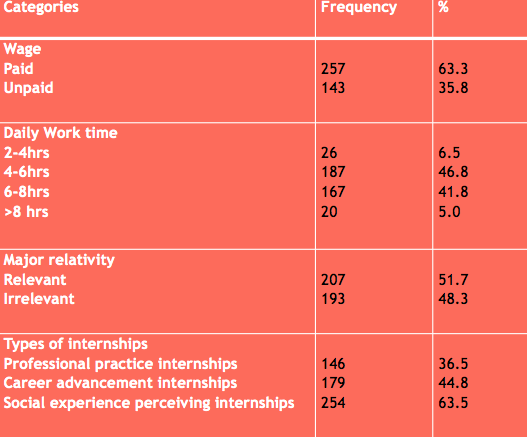 Categories Frequency %
Wage
Paid 257 63.3
Unpaid 143 35.8
Daily Work time
2-4hrs 26 6.5
4-6hrs 187 46.8
6-8hrs 167 41.8
>8 hrs 20 5.0
Major relativity
Relevant 207 51.7
Irrelevant 193 48.3
Types of internships
Professional practice internships 146 36.5
Career advancement internships 179 44.8
Social experience perceiving internships 254 63.5